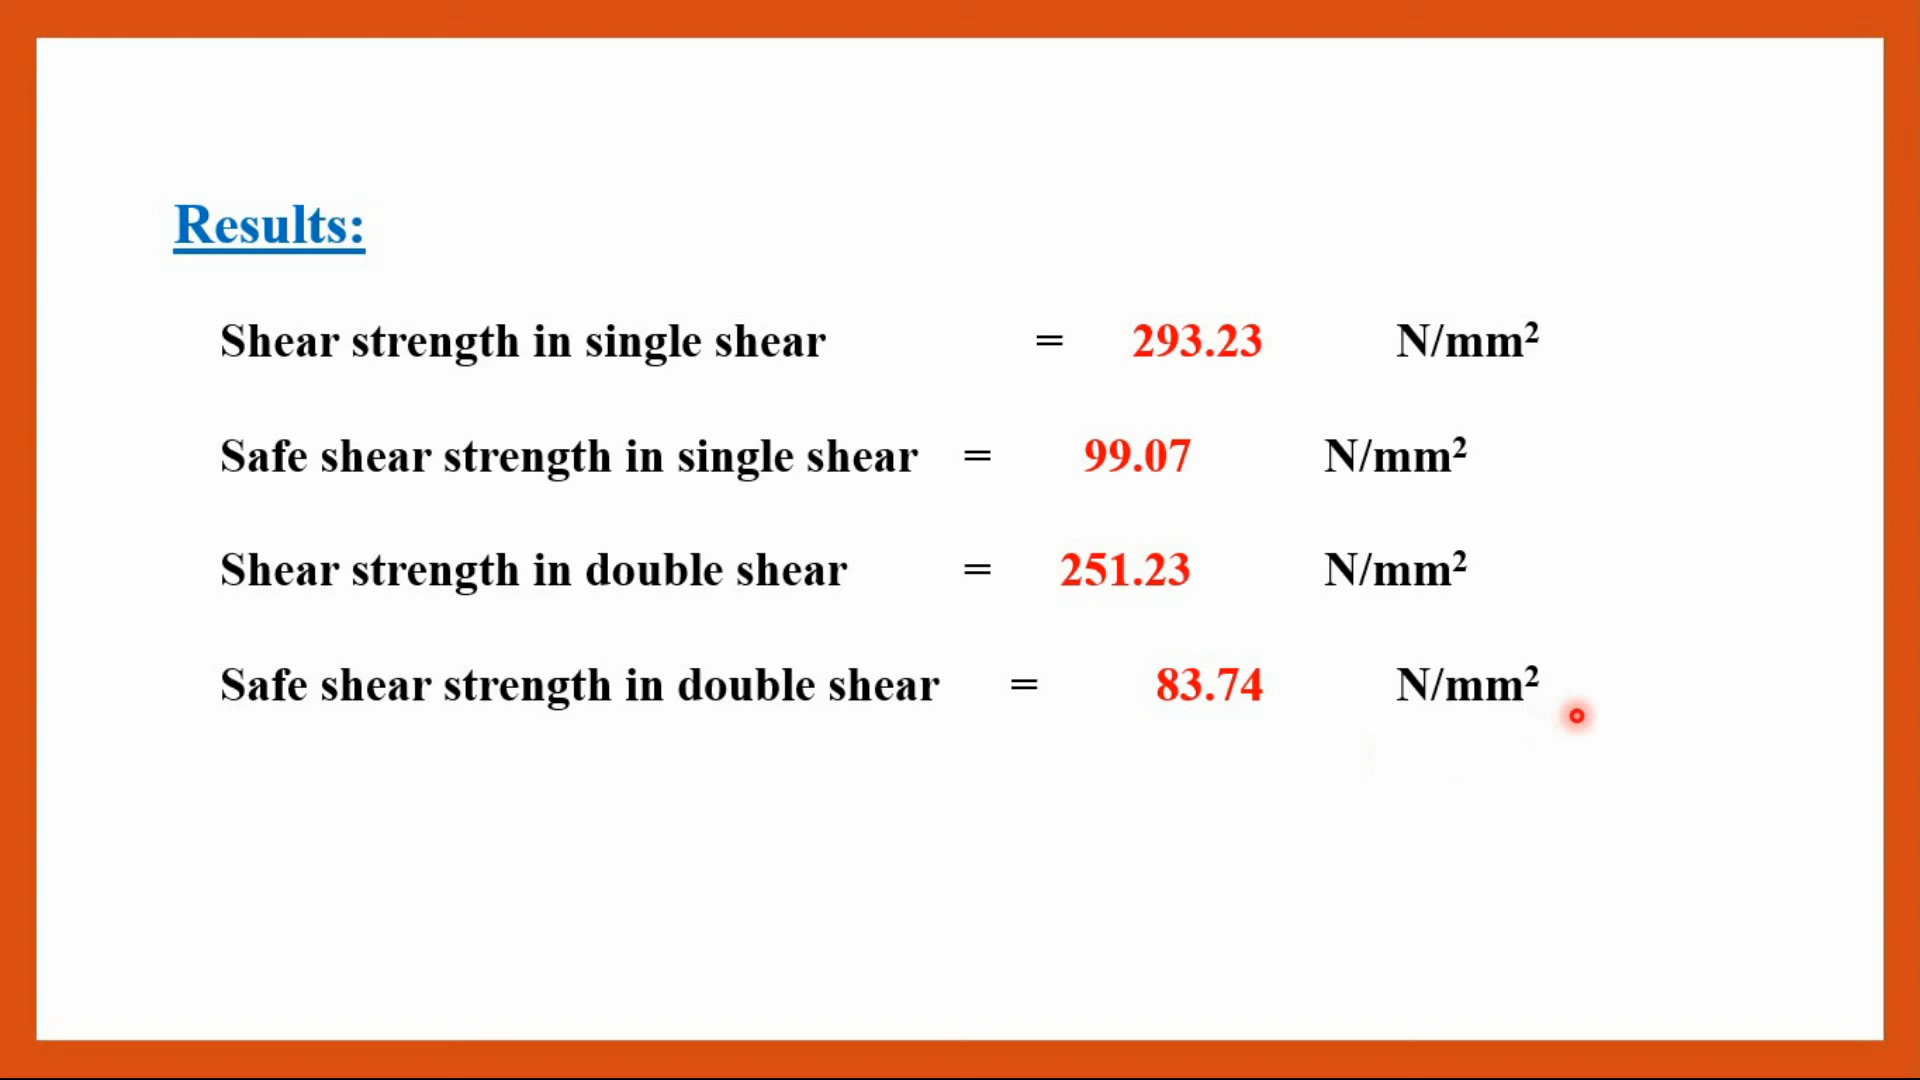 Results:
Shear strength in single shear = 293.23 N/mm²
Safe shear strength in single shear = 99.07 N/mm²
Shear strength in double shear = 251.23 N/mm²
Safe shear strength in double shear = 83.74 N/mm²